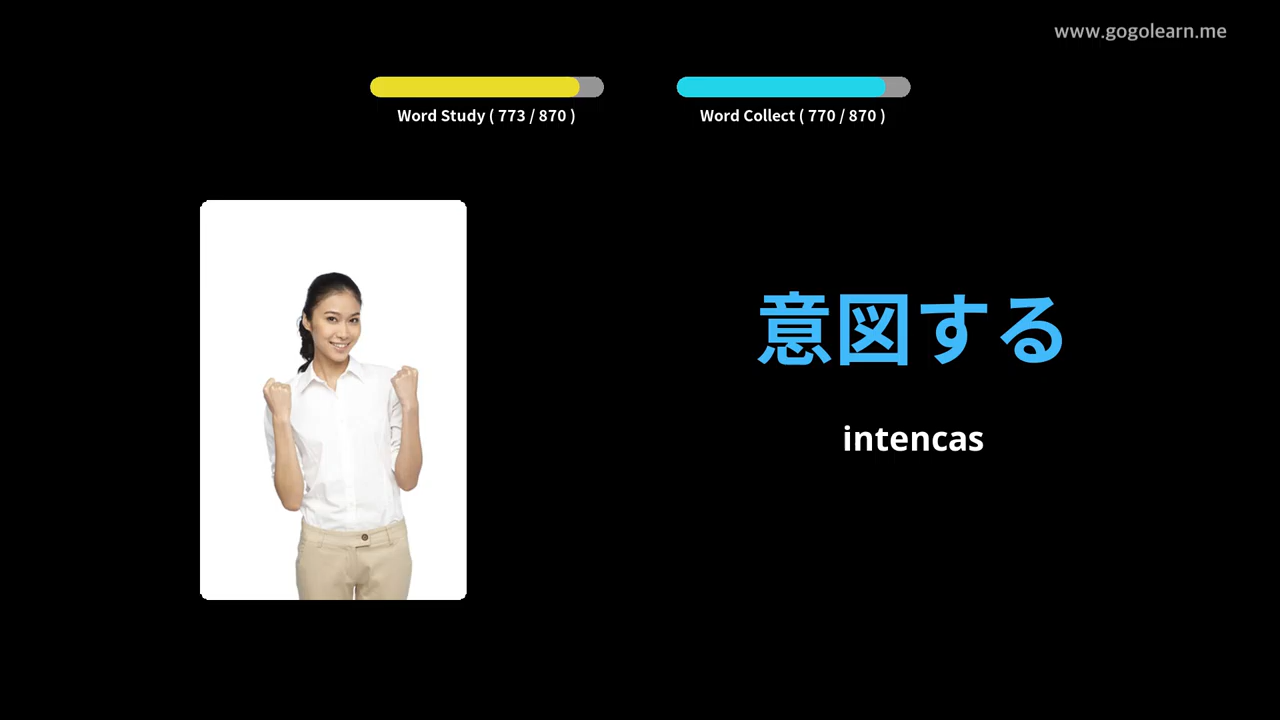 www.gogolearn.me
Word Study ( 773 / 870 )
Word Collect ( 770 / 870 )
意図する
intencas